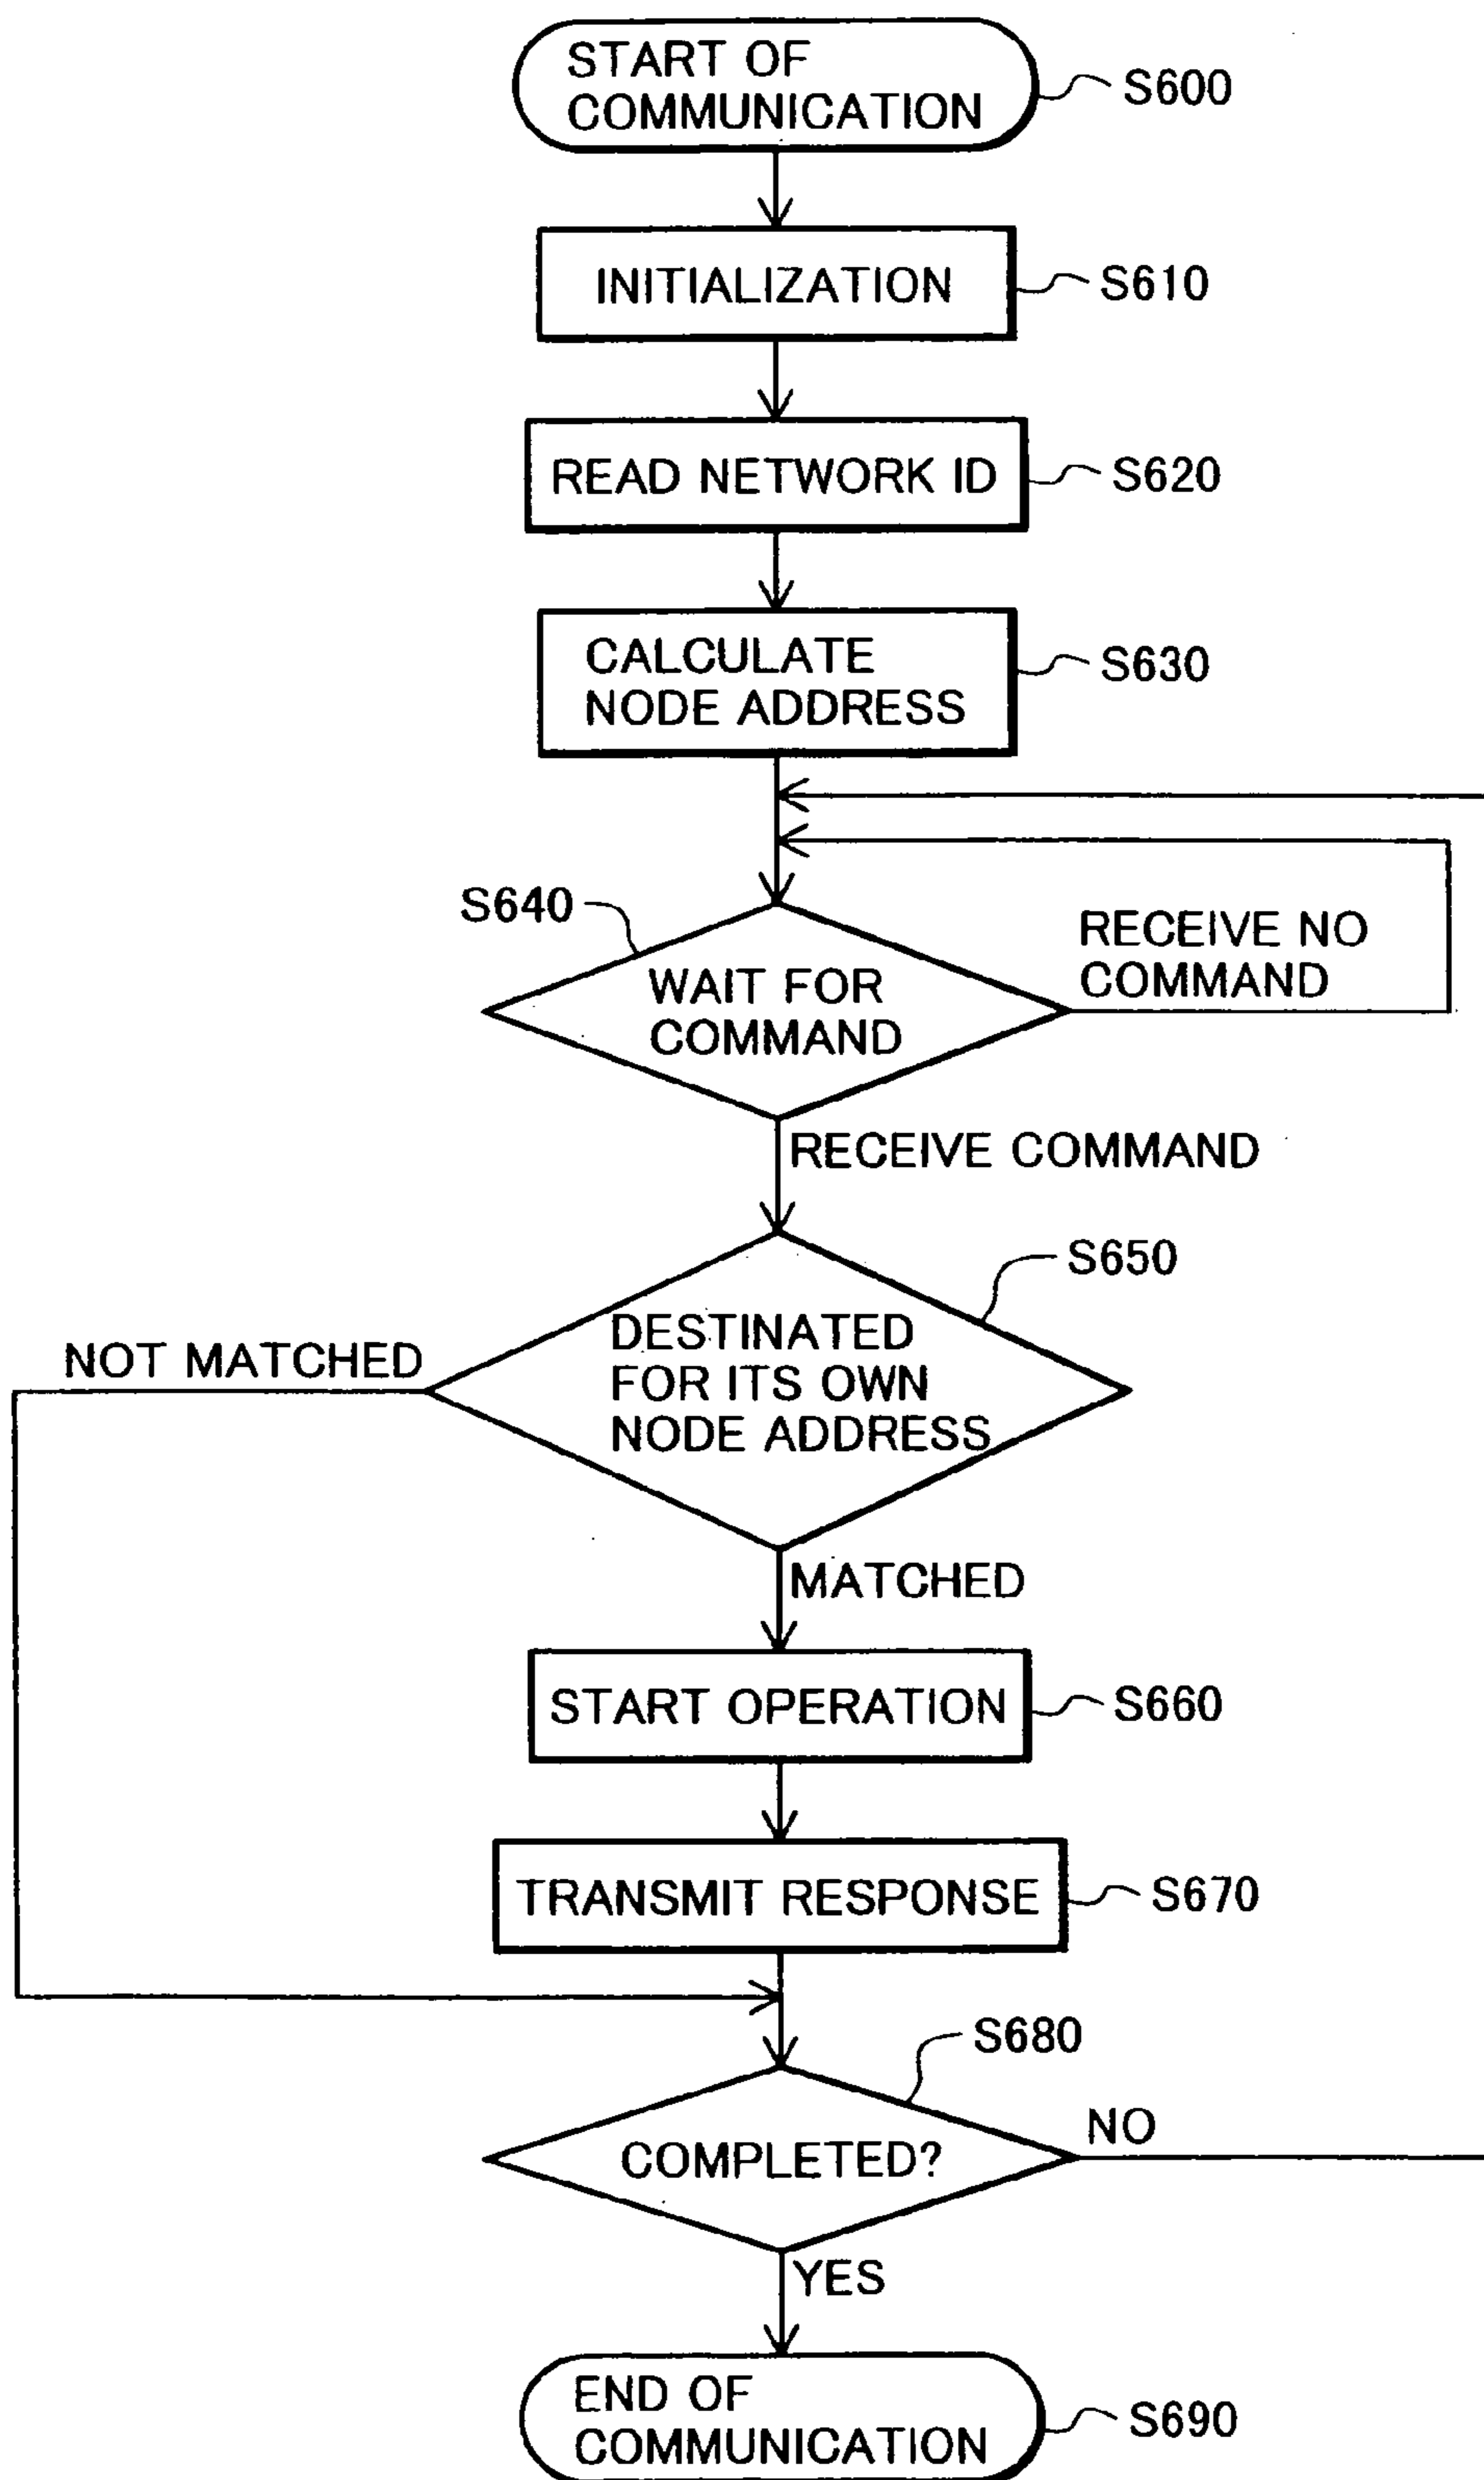 START OF
COMMUNICATION
S600
INITIALIZATION
S610
READ NETWORK ID
S620
CALCULATE
NODE ADDRESS
S630
S640
WAIT FOR
COMMAND
RECEIVE NO
COMMAND
RECEIVE COMMAND
S650
DESTINATED
FOR ITS OWN
NODE ADDRESS
NOT MATCHED
MATCHED
START OPERATION
S660
TRANSMIT RESPONSE
S670
S680
COMPLETED?
NO
YES
END OF
COMMUNICATION
S690